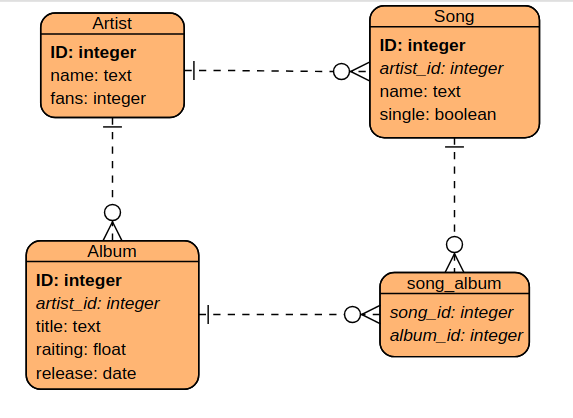 Artist
ID: integer
name: text
fans: integer
Song
ID: integer
artist_id: integer
name: text
single: boolean
Album
ID: integer
artist_id: integer
title: text
raiting: float
release: date
song_album
song_id: integer
album_id: integer